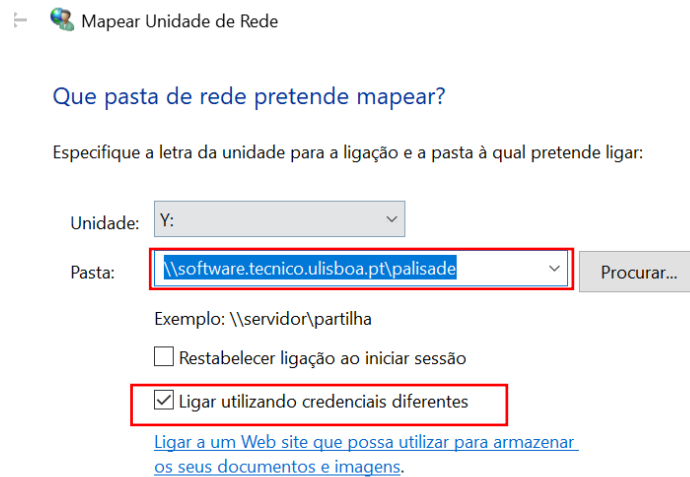 Mapear Unidade de Rede
Que pasta de rede pretende mapear?
Especifique a letra da unidade para a ligação e a pasta à qual pretende ligar:
Unidade: Y:
Pasta: \\software.tecnico.ulisboa.pt\palisade Procurar...
Exemplo: \\servidor\partilha
Restabelecer ligação ao iniciar sessão
Ligar utilizando credenciais diferentes
Ligar a um Web site que possa utilizar para armazenar
os seus documentos e imagens.